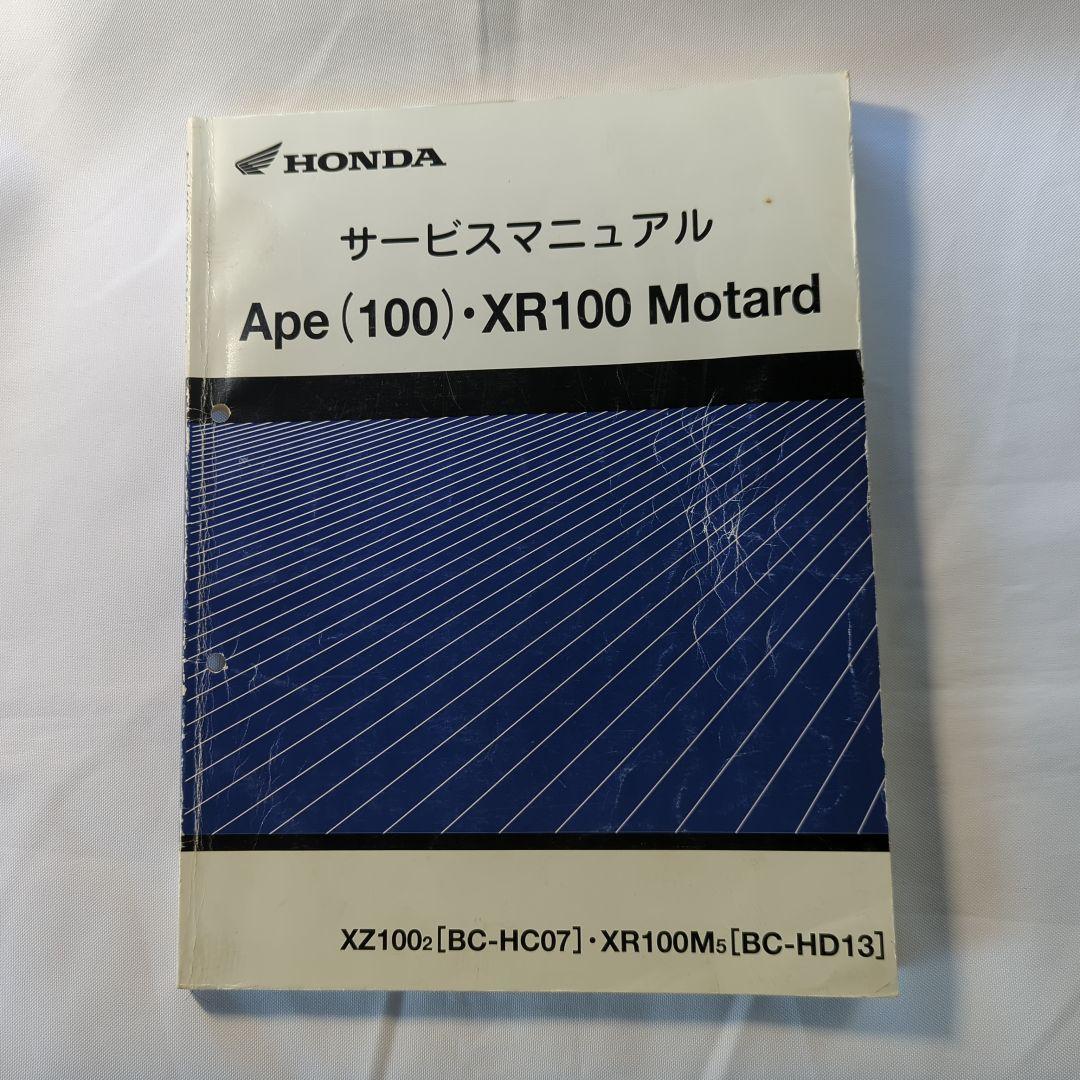 HONDA
サービスマニュアル
Ape（100）・XR100 Motard
XZ100₂［BC-HC07］・XR100M₅［BC-HD13］